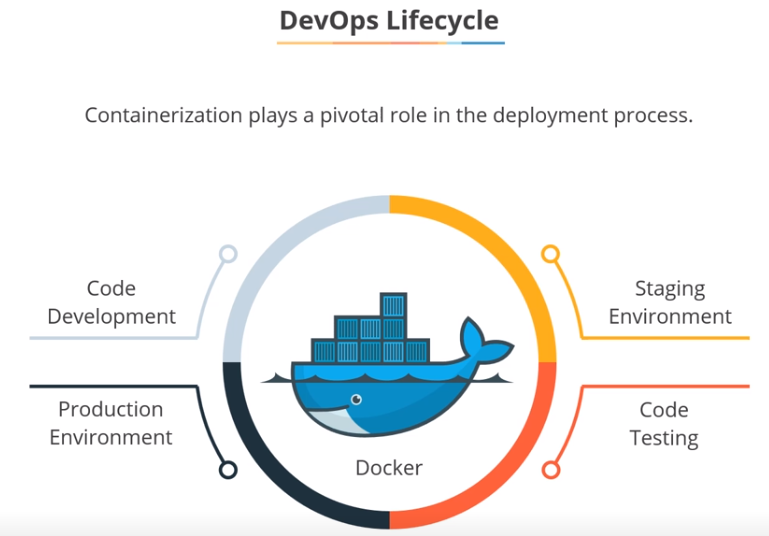 DevOps Lifecycle
Containerization plays a pivotal role in the deployment process.
Code
Development
Staging
Environment
Production
Environment
Code
Testing
Docker